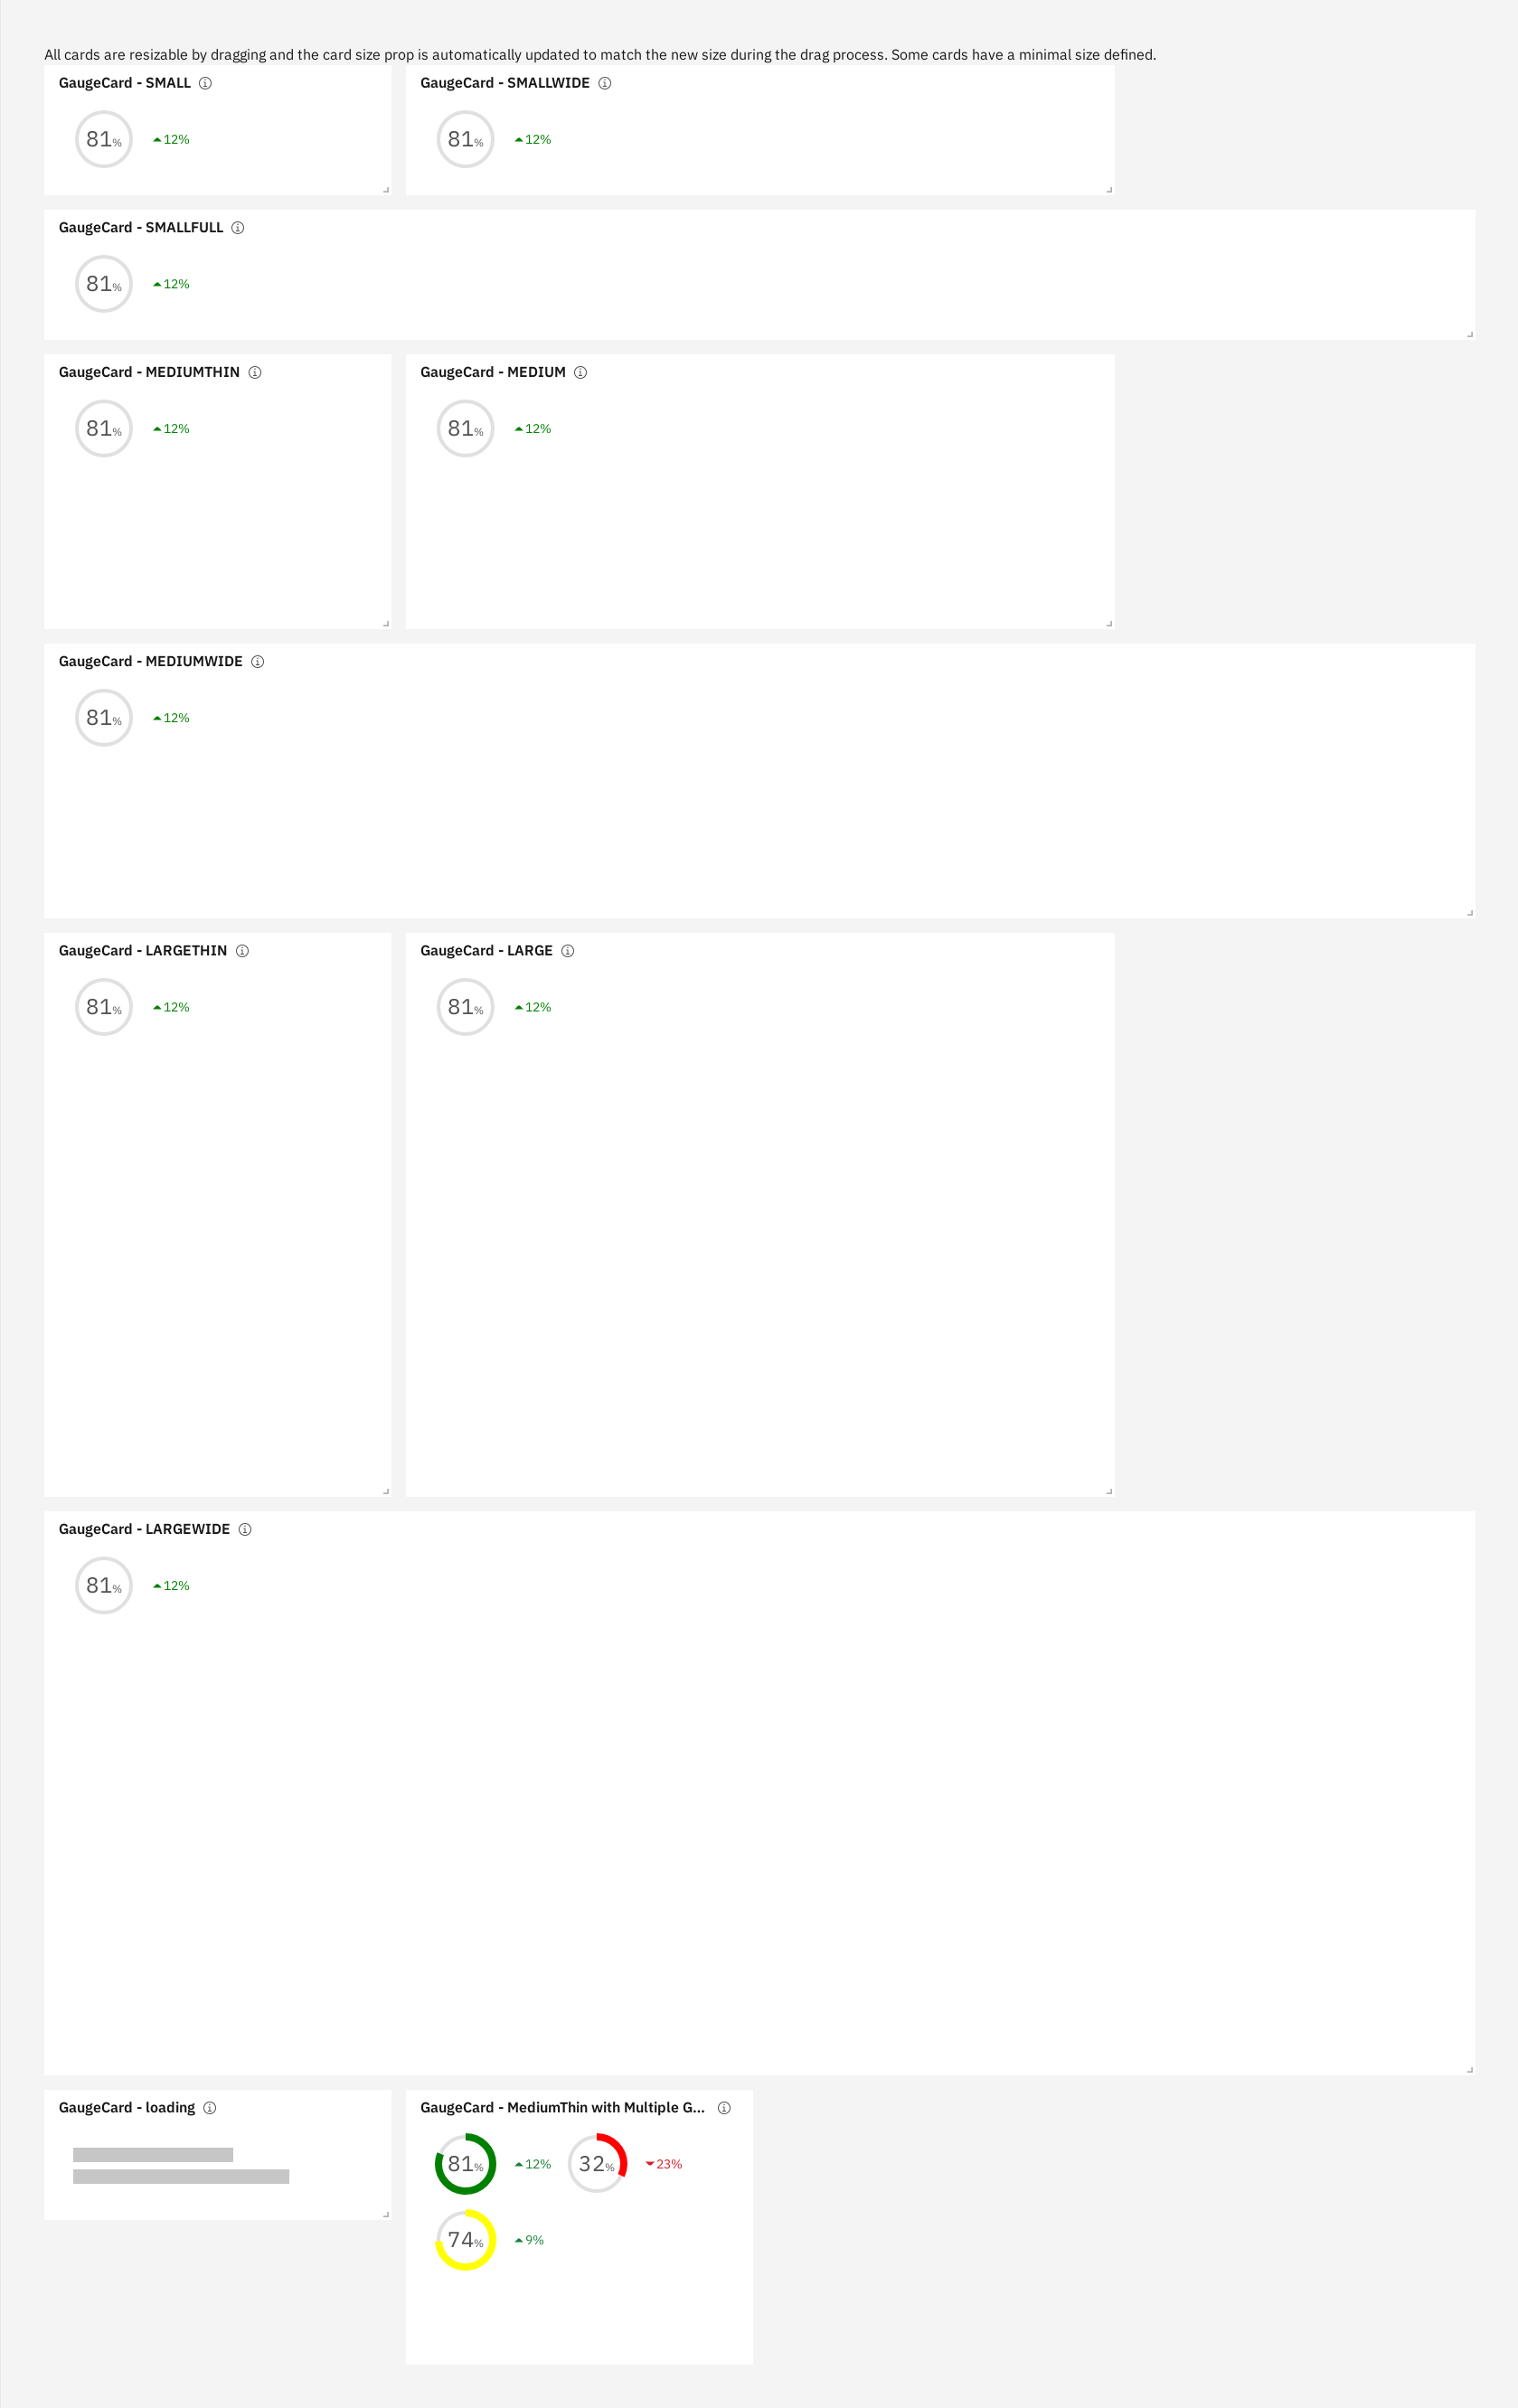 All cards are resizable by dragging and the card size prop is automatically updated to match the new size during the drag process. Some cards have a minimal size defined.
GaugeCard - SMALL
81%
12%
GaugeCard - SMALLWIDE
81%
12%
GaugeCard - SMALLFULL
81%
12%
GaugeCard - MEDIUMTHIN
81%
12%
GaugeCard - MEDIUM
81%
12%
GaugeCard - MEDIUMWIDE
81%
12%
GaugeCard - LARGETHIN
81%
12%
GaugeCard - LARGE
81%
12%
GaugeCard - LARGEWIDE
81%
12%
GaugeCard - loading
GaugeCard - MediumThin with Multiple G...
81%
12%
32%
23%
74%
9%